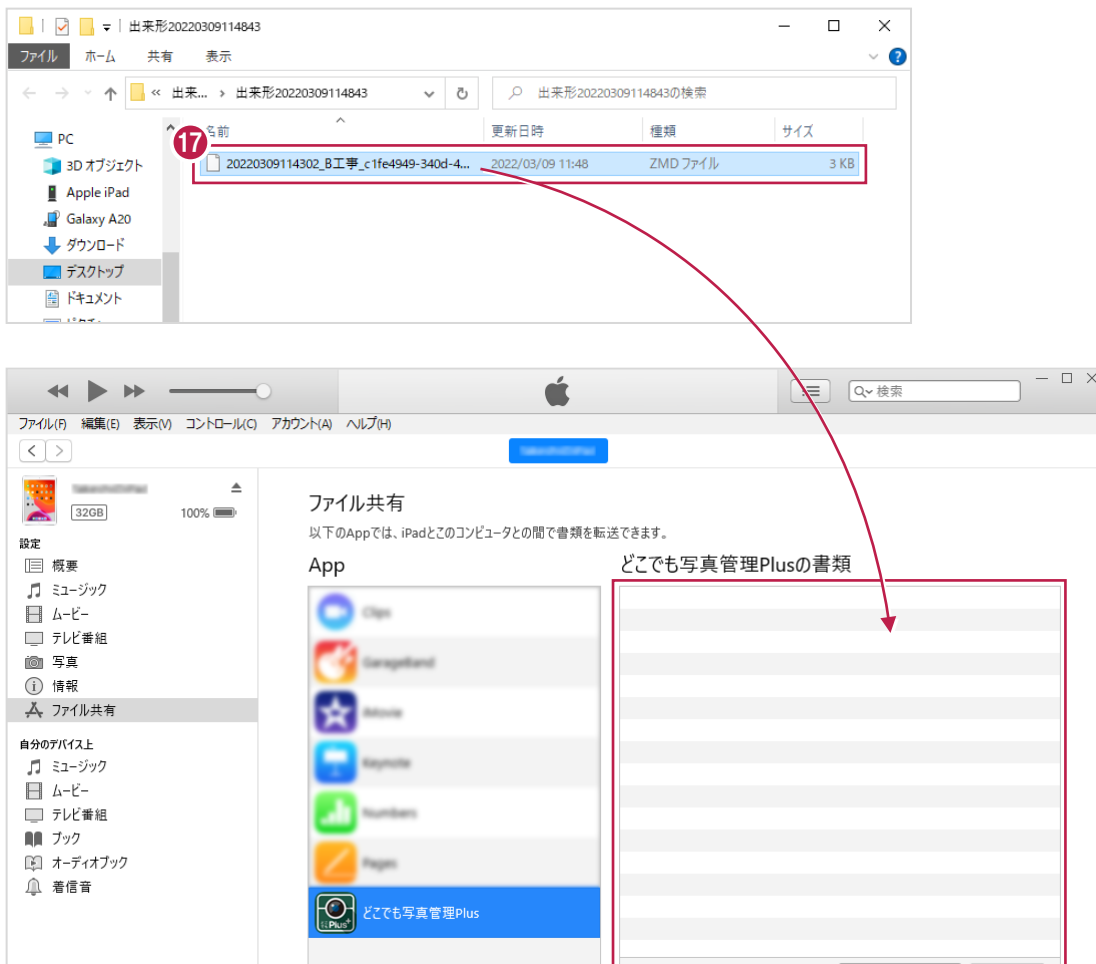 出来形20220309114843
ファイル ホーム 共有 表示
« 出来... › 出来形20220309114843
出来形20220309114843の検索
PC
3D オブジェクト
Apple iPad
Galaxy A20
ダウンロード
デスクトップ
ドキュメント
17
名前 更新日時 種類 サイズ
20220309114302_B工事_c1fe4949-340d-4... 2022/03/09 11:48 ZMD ファイル 3 KB
検索
ファイル(F) 編集(E) 表示(V) コントロール(C) アカウント(A) ヘルプ(H)
32GB 100%
設定
概要
ミュージック
ムービー
テレビ番組
写真
情報
ファイル共有
自分のデバイス上
ミュージック
ムービー
テレビ番組
ブック
オーディオブック
着信音
ファイル共有
以下のAppでは、iPadとこのコンピュータとの間で書類を転送できます。
App
Clips
GarageBand
iMovie
Keynote
Numbers
Pages
どこでも写真管理Plus
どこでも写真管理Plusの書類